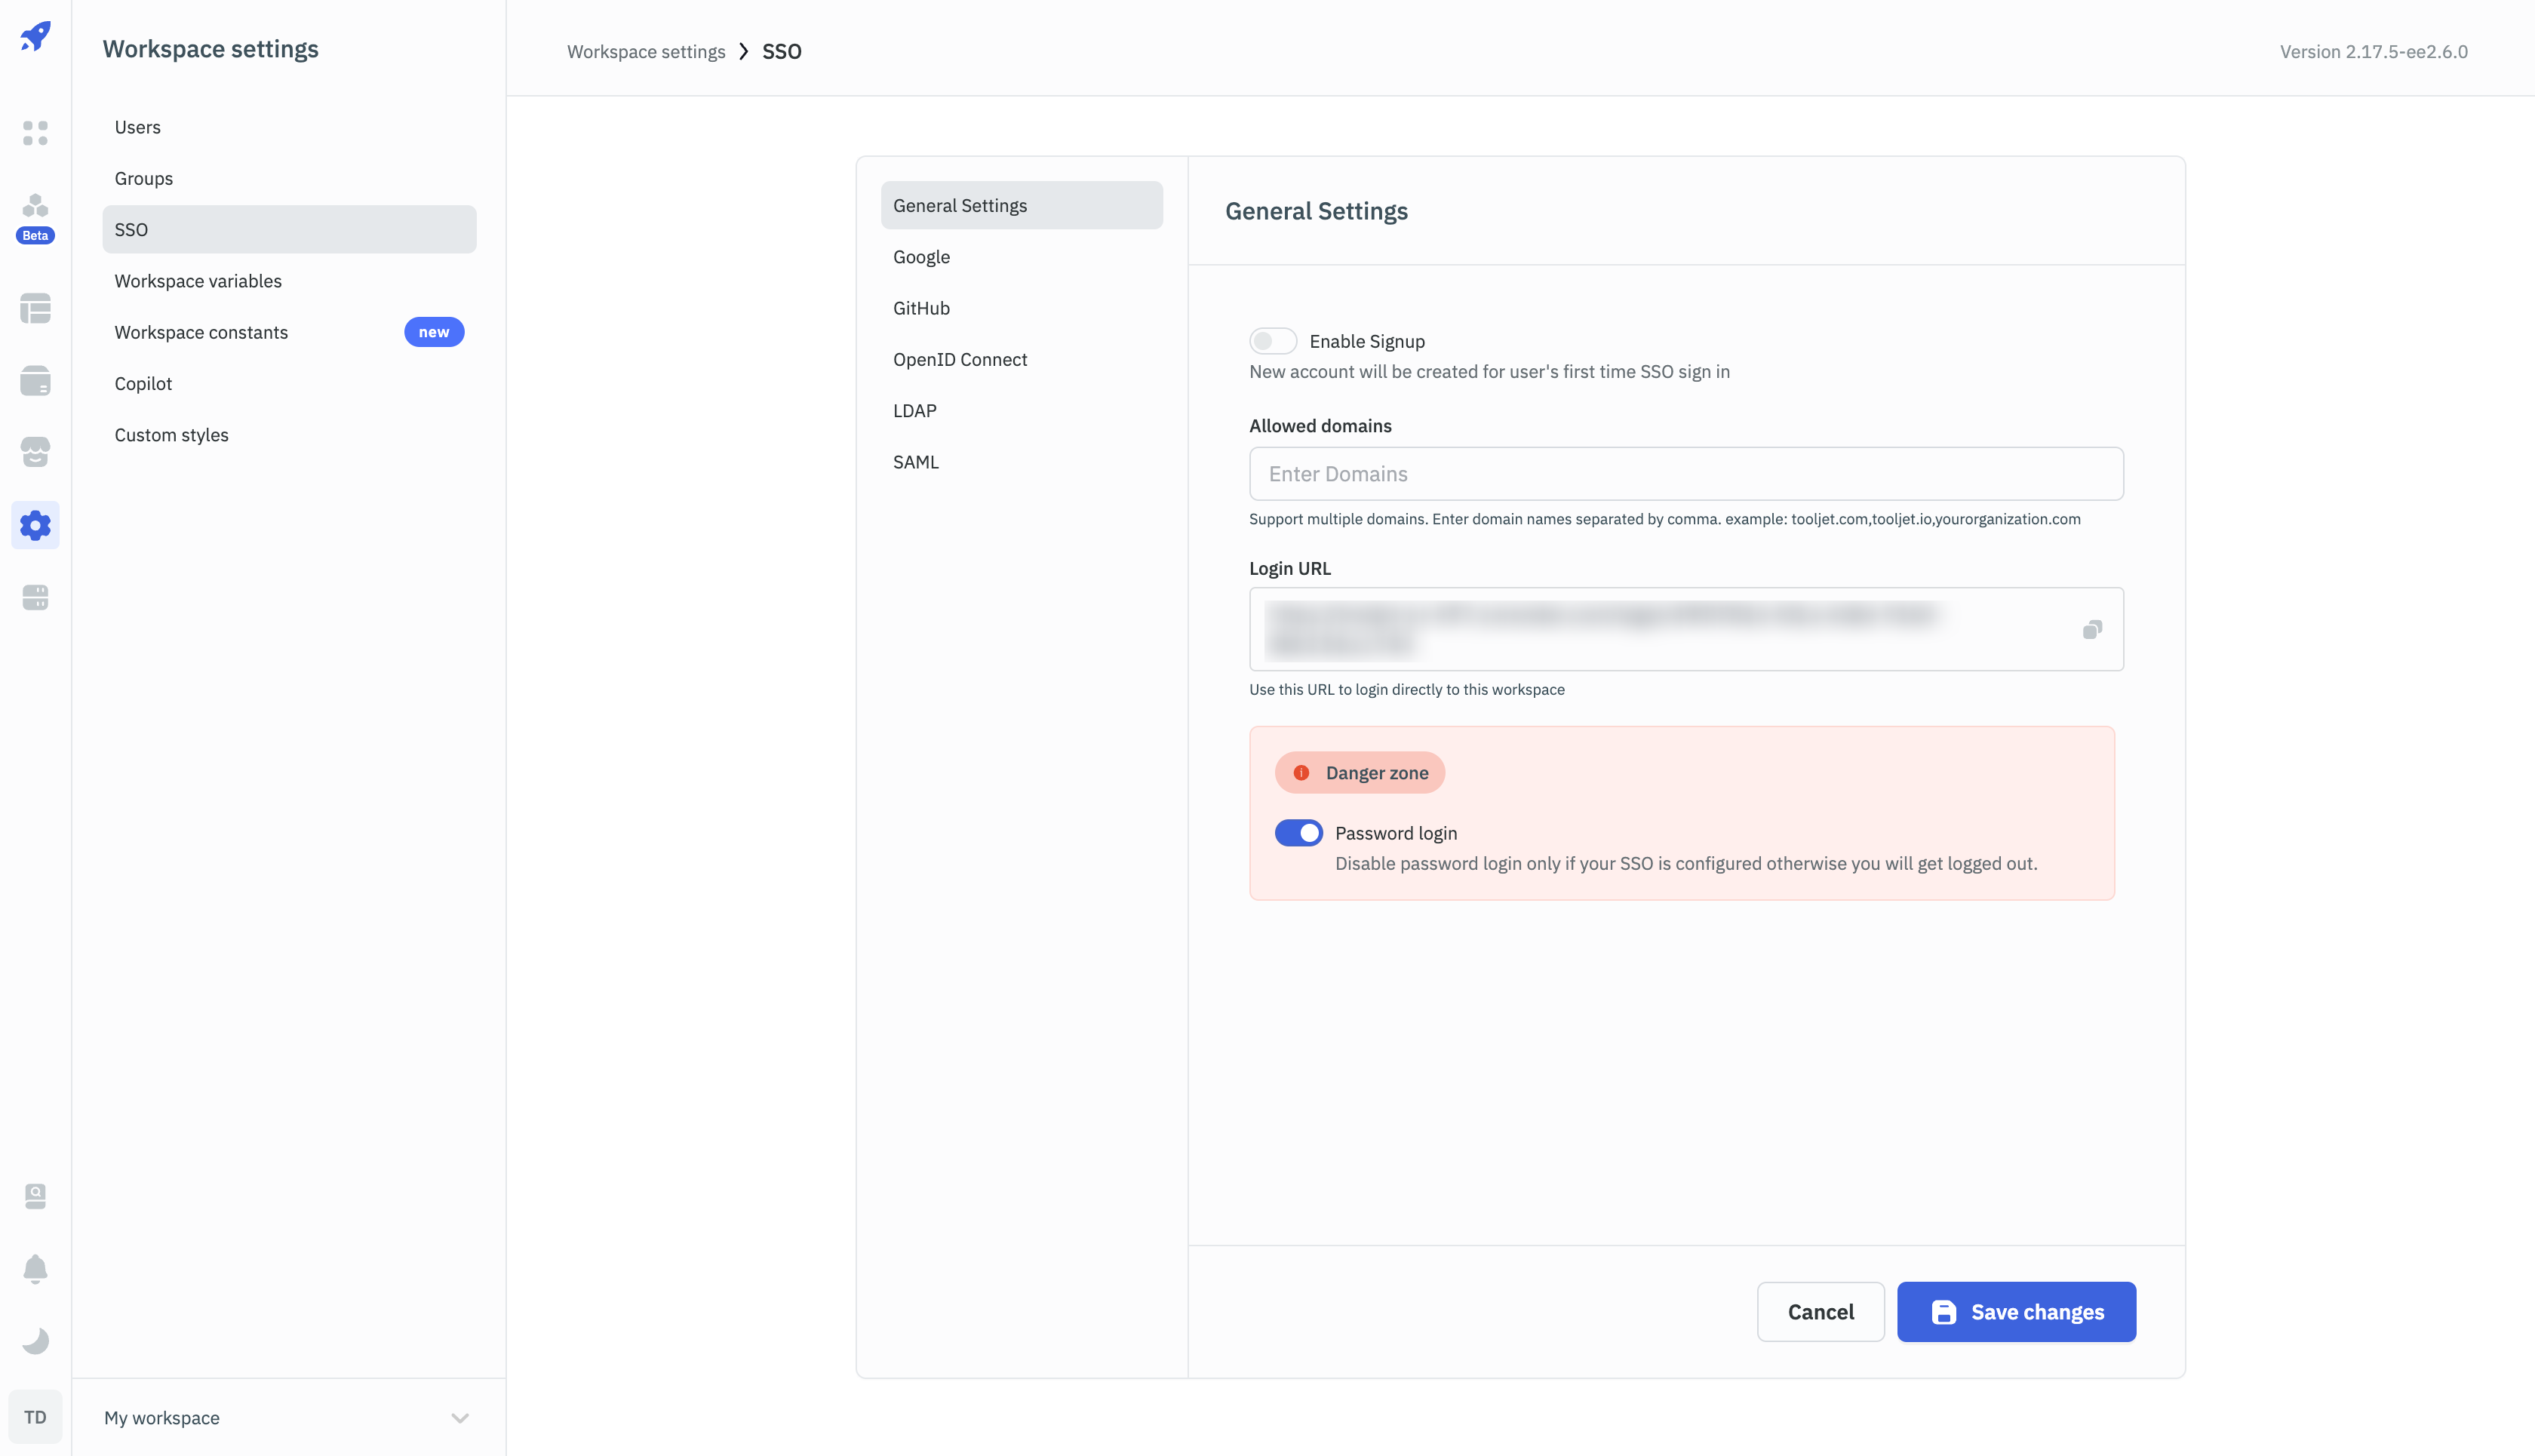 Workspace settings
Workspace settings
SSO
Version 2.17.5-ee2.6.0
Beta
Users
Groups
SSO
Workspace variables
Workspace constants
new
Copilot
Custom styles
General Settings
Google
GitHub
OpenID Connect
LDAP
SAML
General Settings
Enable Signup
New account will be created for user's first time SSO sign in
Allowed domains
Enter Domains
Support multiple domains. Enter domain names separated by comma. example: tooljet.com,tooljet.io,yourorganization.com
Login URL
Use this URL to login directly to this workspace
Danger zone
Password login
Disable password login only if your SSO is configured otherwise you will get logged out.
Cancel
Save changes
TD
My workspace